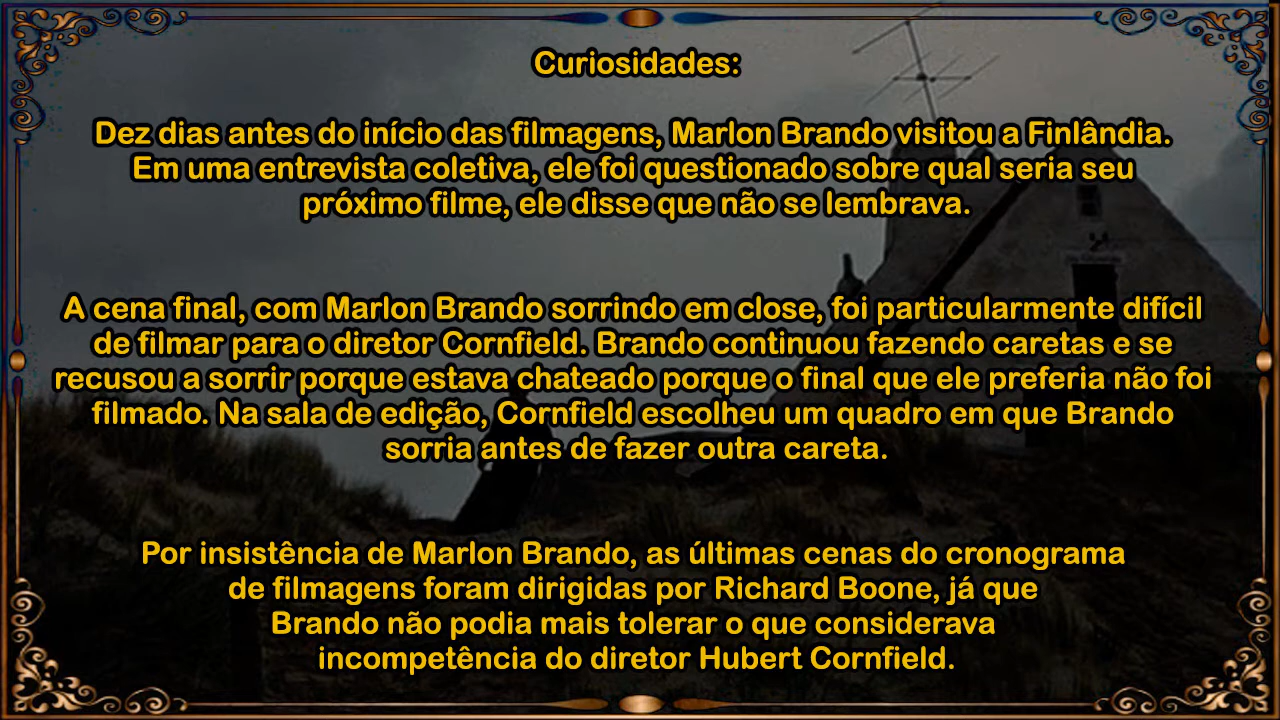 Curiosidades:
Dez dias antes do início das filmagens, Marlon Brando visitou a Finlândia.
Em uma entrevista coletiva, ele foi questionado sobre qual seria seu
próximo filme, ele disse que não se lembrava.
A cena final, com Marlon Brando sorrindo em close, foi particularmente difícil
de filmar para o diretor Cornfield. Brando continuou fazendo caretas e se
recusou a sorrir porque estava chateado porque o final que ele preferia não foi
filmado. Na sala de edição, Cornfield escolheu um quadro em que Brando
sorria antes de fazer outra careta.
Por insistência de Marlon Brando, as últimas cenas do cronograma
de filmagens foram dirigidas por Richard Boone, já que
Brando não podia mais tolerar o que considerava
incompetência do diretor Hubert Cornfield.